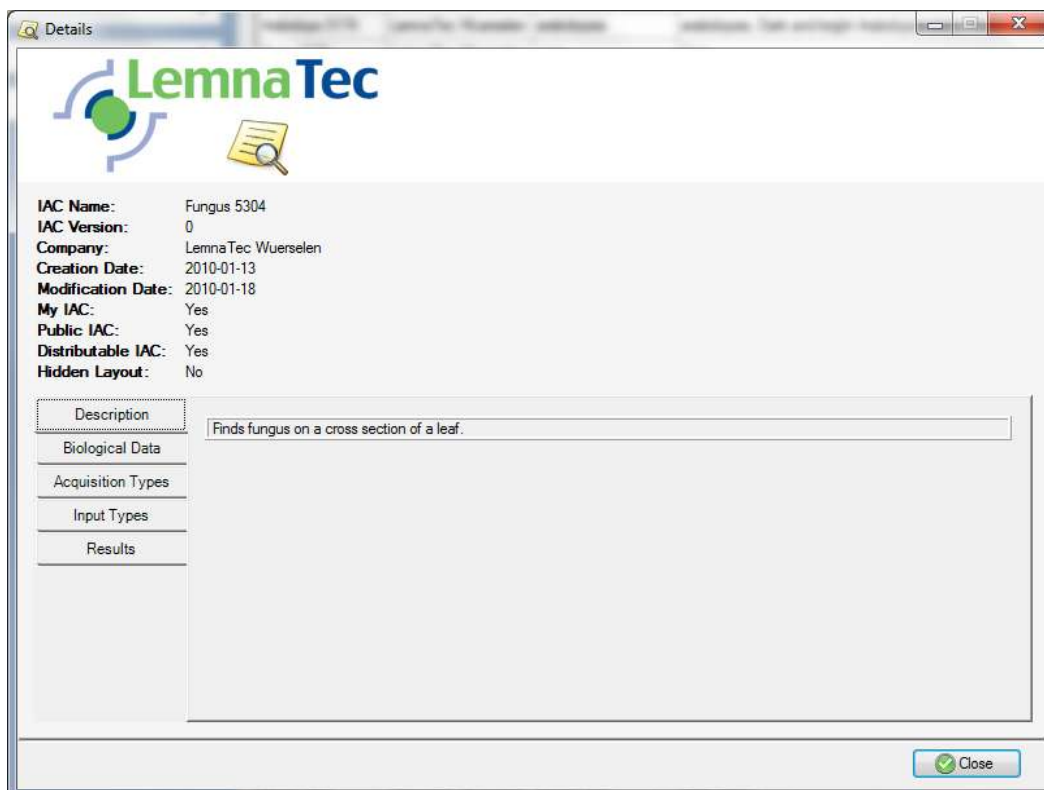 Details
LemnaTec
IAC Name: Fungus 5304
IAC Version: 0
Company: LemnaTec Wuerselen
Creation Date: 2010-01-13
Modification Date: 2010-01-18
My IAC: Yes
Public IAC: Yes
Distributable IAC: Yes
Hidden Layout: No
Description
Finds fungus on a cross section of a leaf.
Biological Data
Acquisition Types
Input Types
Results
Close